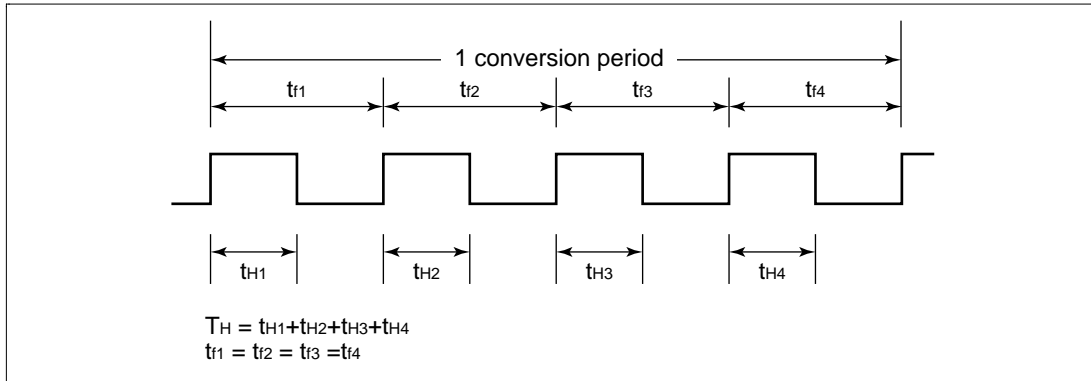 1 conversion period
tf1 tf2 tf3 tf4
tH1 tH2 tH3 tH4
TH = tH1+tH2+tH3+tH4
tf1 = tf2 = tf3 =tf4